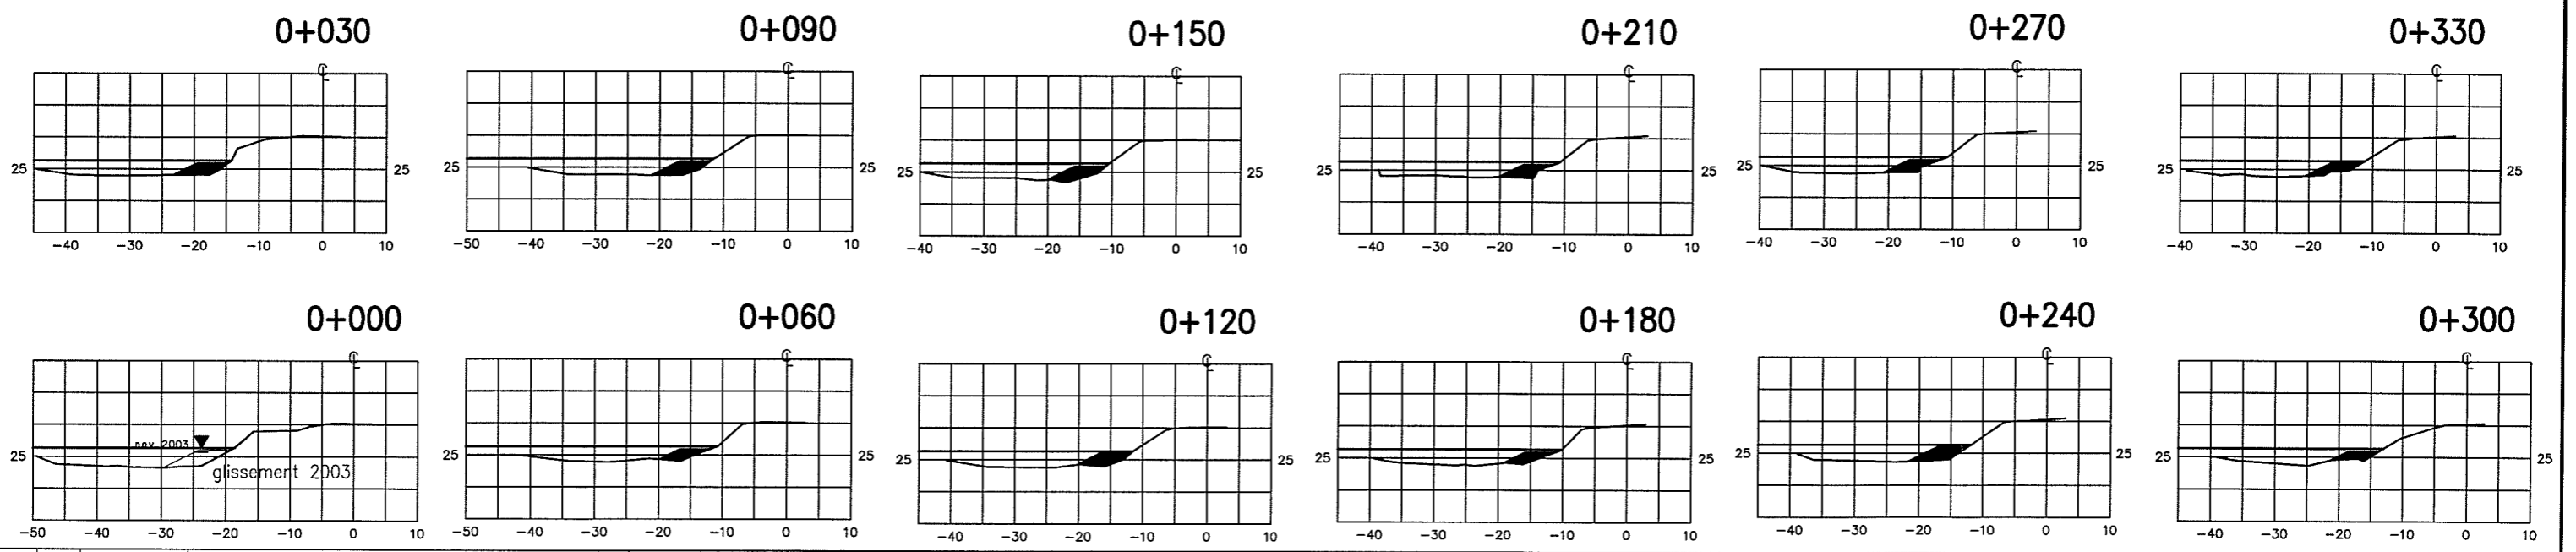 0+030 0+090 0+150 0+210 0+270 0+330
℄ ℄ ℄ ℄ ℄ ℄
25 25 25 25 25 25 25 25 25 25 25 25
-40 -30 -20 -10 0 10 -50 -40 -30 -20 -10 0 10 -40 -30 -20 -10 0 10 -40 -30 -20 -10 0 10 -40 -30 -20 -10 0 10 -40 -30 -20 -10 0 10
0+000 0+060 0+120 0+180 0+240 0+300
℄ ℄ ℄ ℄ ℄ ℄
nov 2003
25 25 25 25 25 25 25 25 25 25 25
glissement 2003
-50 -40 -30 -20 -10 0 10 -50 -40 -30 -20 -10 0 10 -40 -30 -20 -10 0 10 -40 -30 -20 -10 0 10 -40 -30 -20 -10 0 10 -40 -30 -20 -10 0 10